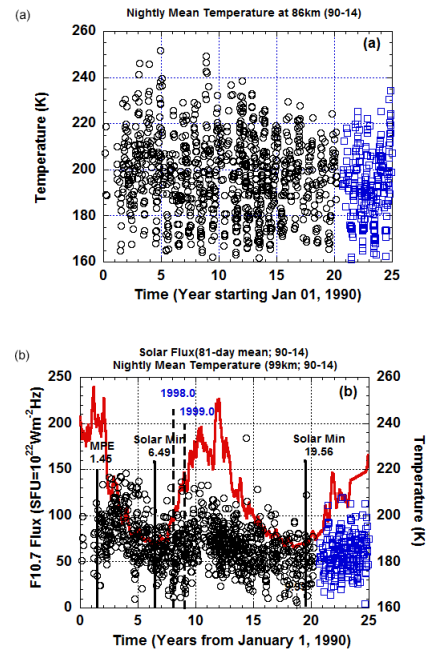 (a)
Nightly Mean Temperature at 86km (90-14)
260
(a)
240
220
200
180
160
Temperature (K)
0 5 10 15 20 25
Time (Year starting Jan 01, 1990)
(b)
Solar Flux(81-day mean; 90-14)
Nightly Mean Temperature (99km; 90-14)
250 260
1998.0 (b)
1999.0
200 240
MPE Solar Min Solar Min
1.45 6.49 19.56
150 220
100 200
50 180
0 160
F10.7 Flux (SFU=10²²Wm⁻²Hz)
Temperature (K)
0 5 10 15 20 25
Time (Years from January 1, 1990)